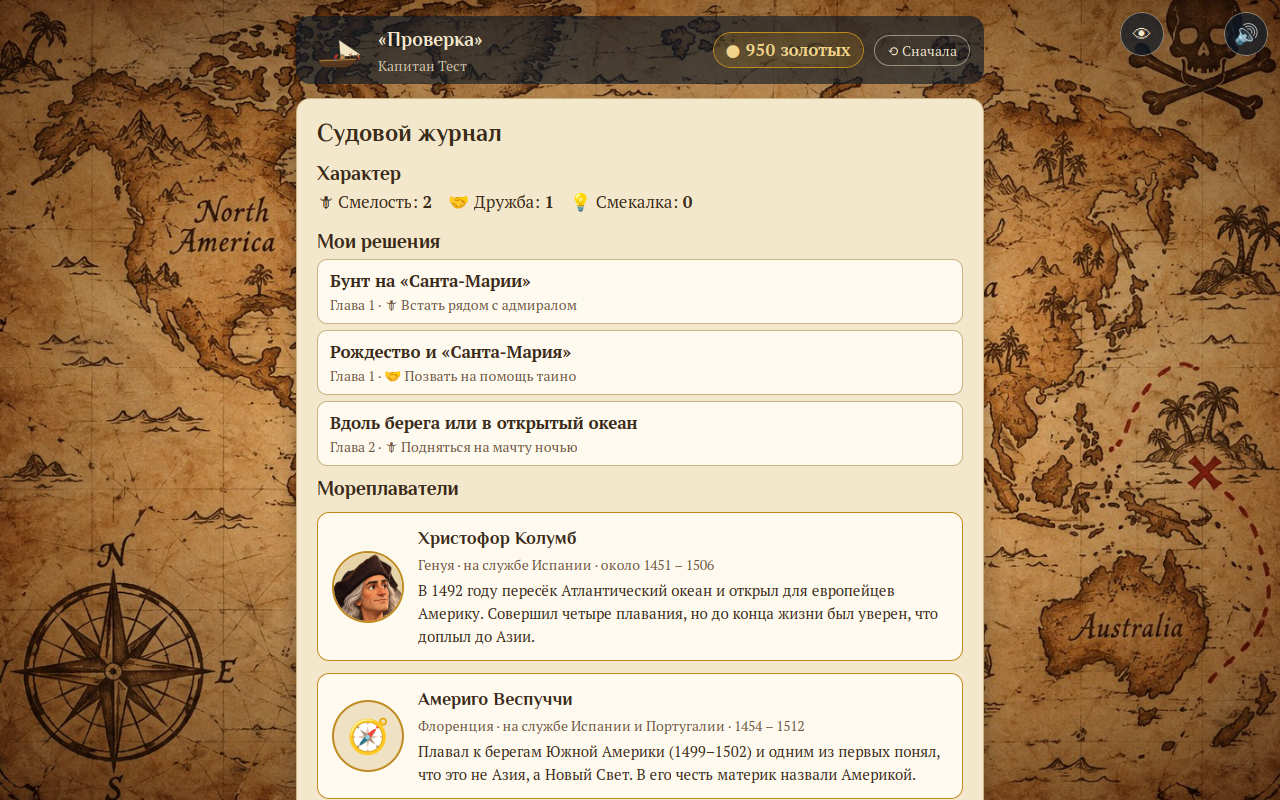 «Проверка»
Капитан Тест
950 золотых
⟲ Сначала
Судовой журнал
Характер
🗡 Смелость: 2 🤝 Дружба: 1 💡 Смекалка: 0
Мои решения
Бунт на «Санта-Марии»
Глава 1 · 🗡 Встать рядом с адмиралом
Рождество и «Санта-Мария»
Глава 1 · 🤝 Позвать на помощь таино
Вдоль берега или в открытый океан
Глава 2 · 🗡 Подняться на мачту ночью
Мореплаватели
Христофор Колумб
Генуя · на службе Испании · около 1451 – 1506
В 1492 году пересёк Атлантический океан и открыл для европейцев
Америку. Совершил четыре плавания, но до конца жизни был уверен, что
доплыл до Азии.
Америго Веспуччи
Флоренция · на службе Испании и Португалии · 1454 – 1512
Плавал к берегам Южной Америки (1499–1502) и одним из первых понял,
что это не Азия, а Новый Свет. В его честь материк назвали Америкой.
North
America
N
E
S
Australia